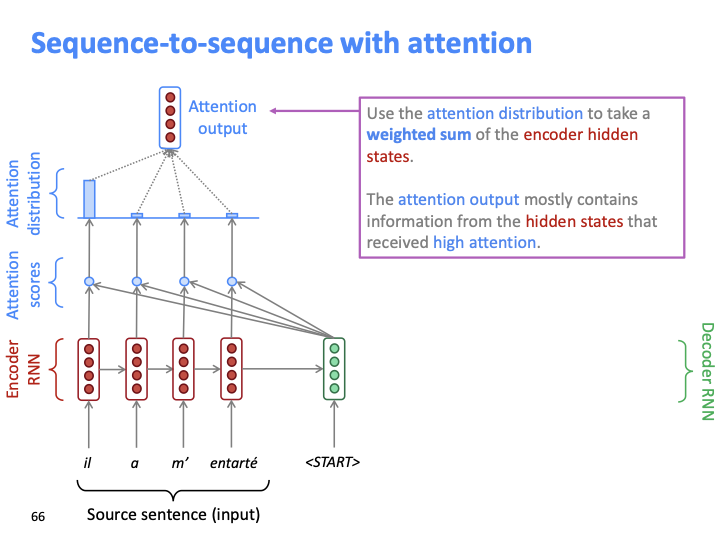 Sequence-to-sequence with attention
Attention
output
Use the attention distribution to take a
weighted sum of the encoder hidden
states.
The attention output mostly contains
information from the hidden states that
received high attention.
Attention
distribution
Attention
scores
Encoder
RNN
Decoder RNN
il a m’ entarté <START>
Source sentence (input)
66